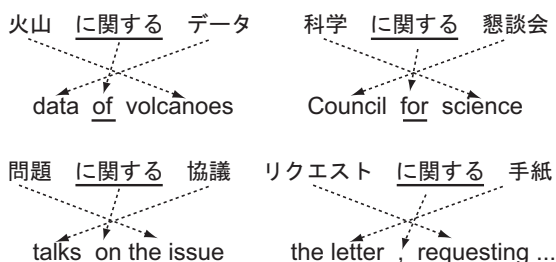 火山 に関する データ
data of volcanoes
科学 に関する 懇談会
Council for science
問題 に関する 協議
talks on the issue
リクエスト に関する 手紙
the letter , requesting ...